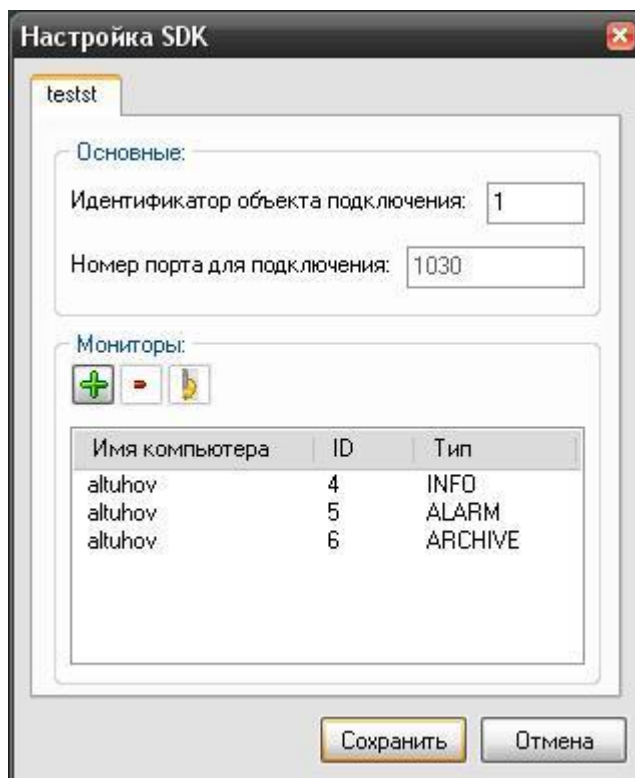 Настройка SDK
testst
Основные:
Идентификатор объекта подключения: 1
Номер порта для подключения: 1030
Мониторы:
Имя компьютера ID Тип
altuhov 4 INFO
altuhov 5 ALARM
altuhov 6 ARCHIVE
Сохранить Отмена